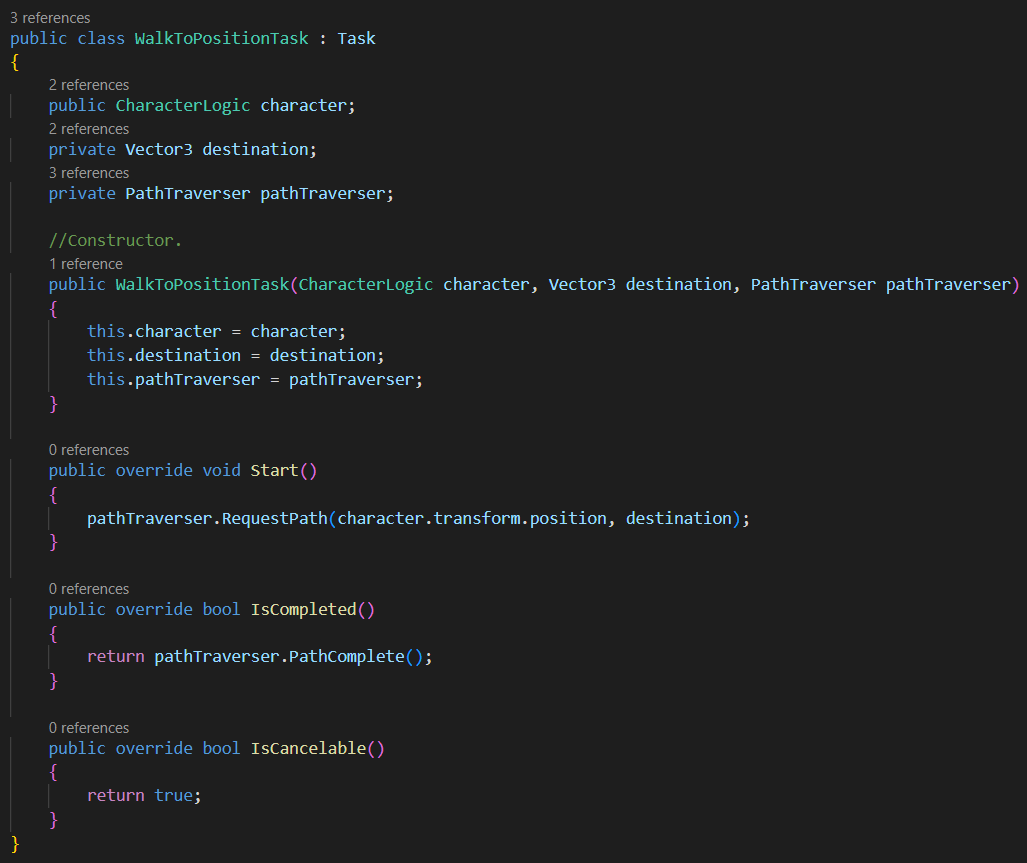 3 references
public class WalkToPositionTask : Task
{
2 references
public CharacterLogic character;
2 references
private Vector3 destination;
3 references
private PathTraverser pathTraverser;
//Constructor.
1 reference
public WalkToPositionTask(CharacterLogic character, Vector3 destination, PathTraverser pathTraverser)
{
this.character = character;
this.destination = destination;
this.pathTraverser = pathTraverser;
}
0 references
public override void Start()
{
pathTraverser.RequestPath(character.transform.position, destination);
}
0 references
public override bool IsCompleted()
{
return pathTraverser.PathComplete();
}
0 references
public override bool IsCancelable()
{
return true;
}
}